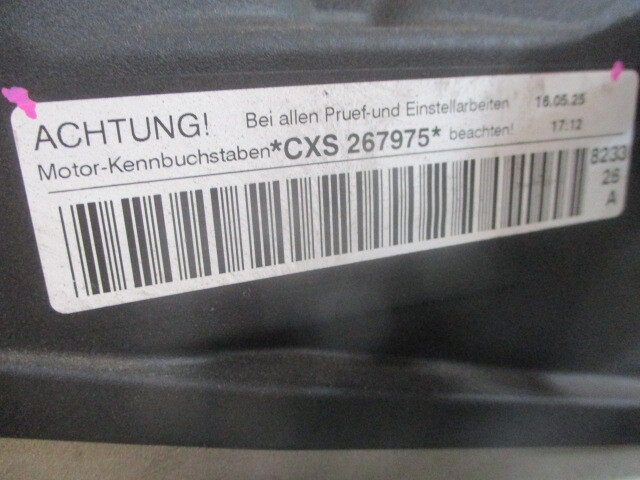 ACHTUNG! Bei allen Pruef-und Einstellarbeiten 16.05.25
Motor-Kennbuchstaben*CXS 267975* beachten! 17:12
8233
26
A